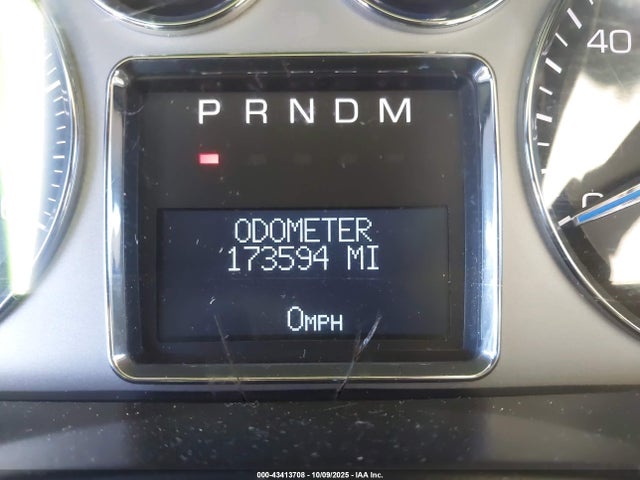 40
P R N D M
ODOMETER
173594 MI
0MPH
000-43413708 - 10/09/2025 - IAA Inc.